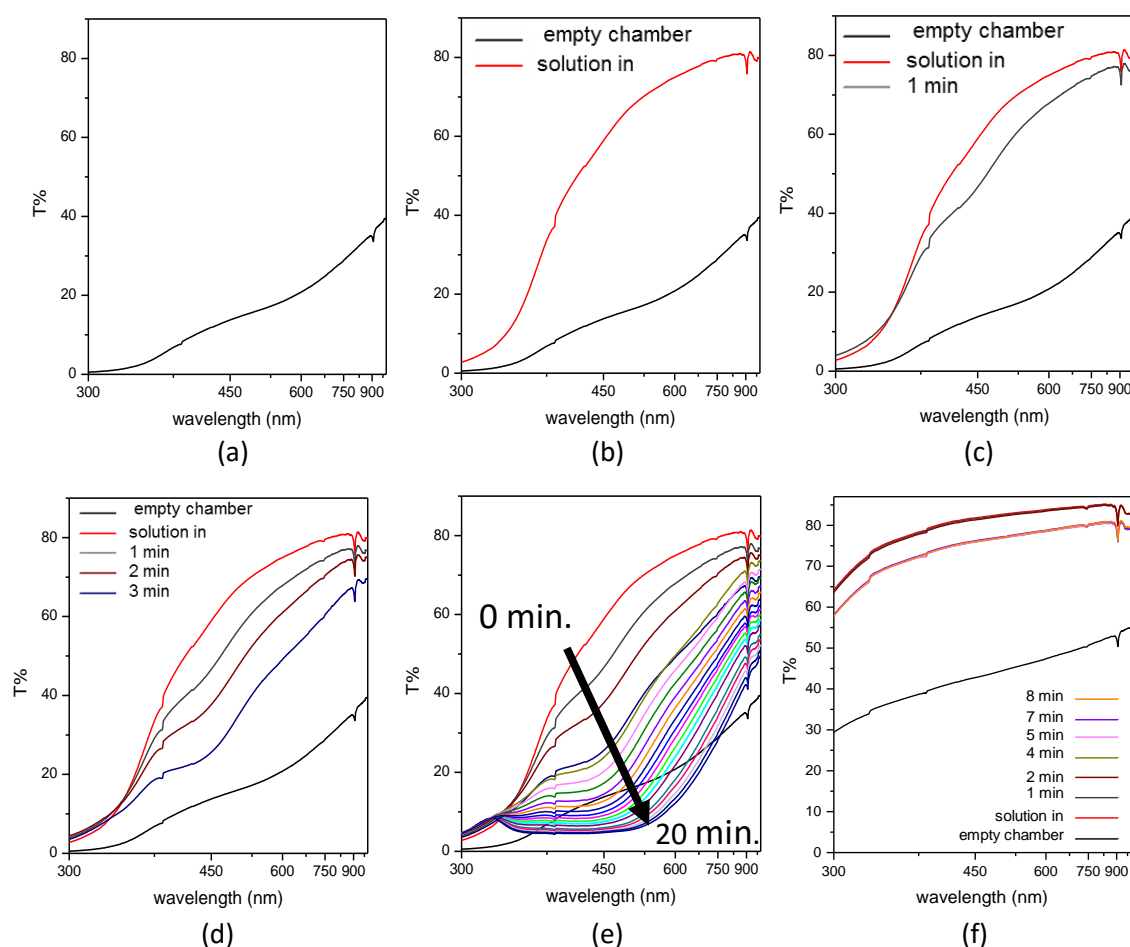 80
60
40
20
0
T%
300 450 600 750 900
wavelength (nm)
(a)
empty chamber
solution in
80
60
40
20
0
T%
300 450 600 750 900
wavelength (nm)
(b)
empty chamber
solution in
1 min
80
60
40
20
0
T%
300 450 600 750 900
wavelength (nm)
(c)
empty chamber
solution in
1 min
2 min
3 min
80
60
40
20
0
T%
300 450 600 750 900
wavelength (nm)
(d)
80
60
40
20
0
T%
0 min.
20 min.
300 450 600 750 900
wavelength (nm)
(e)
80
70
60
50
40
30
20
10
0
T%
8 min
7 min
5 min
4 min
2 min
1 min
solution in
empty chamber
300 450 600 750 900
wavelength (nm)
(f)